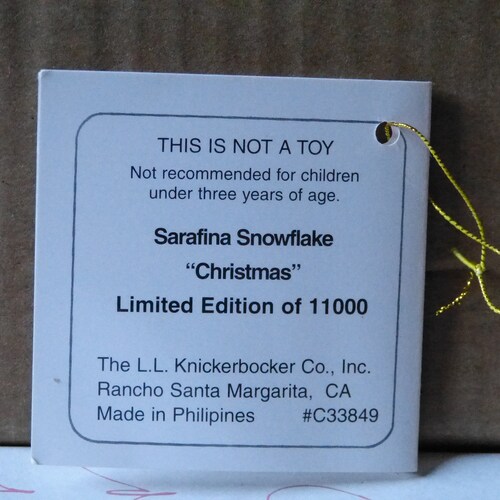 THIS IS NOT A TOY
Not recommended for children
under three years of age.
Sarafina Snowflake
“Christmas”
Limited Edition of 11000
The L.L. Knickerbocker Co., Inc.
Rancho Santa Margarita, CA
Made in Philipines #C33849